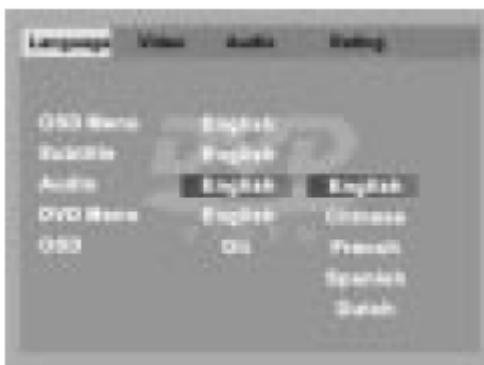 Language Video Audio Rating
OSD Menu English
Subtitle English
Audio English English
DVD Menu English Chinese
OSD On French
Spanish
Dutch